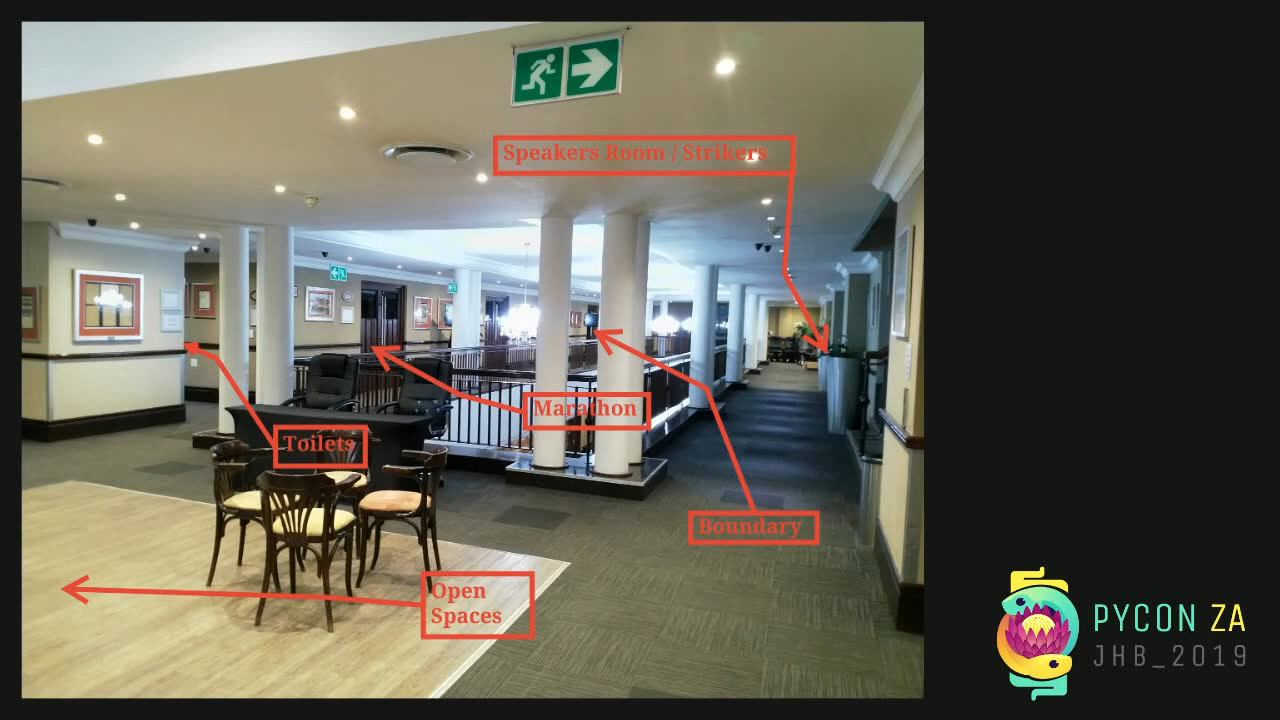 Speakers Room / Strikers
Marathon
Toilets
Boundary
Open
Spaces
PYCON ZA
JHB_2019